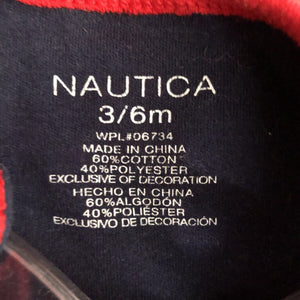 NAUTICA
3/6m
WPL#06734
MADE IN CHINA
60%COTTON
40%POLYESTER
EXCLUSIVE OF DECORATION
HECHO EN CHINA
60%ALGODÓN
40%POLIÉSTER
EXCLUSIVO DE DECORACIÓN